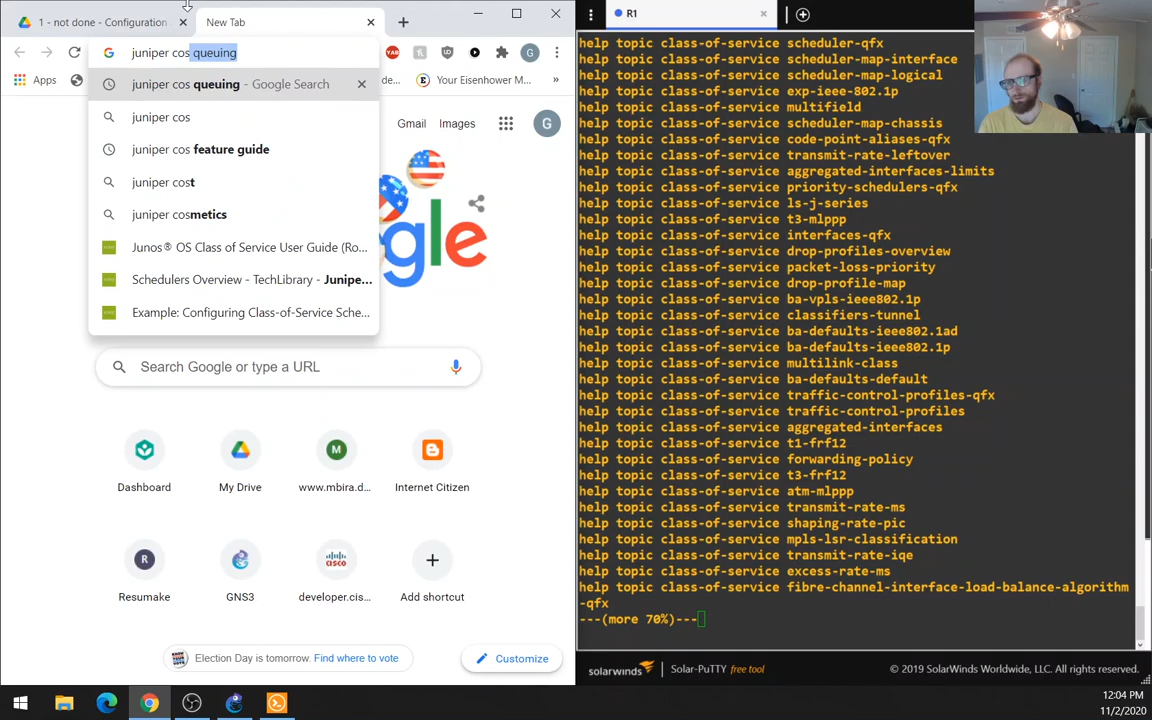 1 - not done - Configuration
New Tab
juniper cos queuing
G
Apps
de...
Your Eisenhower M...
»
juniper cos queuing - Google Search
juniper cos
juniper cos feature guide
juniper cost
juniper cosmetics
Junos® OS Class of Service User Guide (Ro...
Schedulers Overview - TechLibrary - Junipe...
Example: Configuring Class-of-Service Sche...
Gmail
Images
G
gle
Search Google or type a URL
Dashboard
My Drive
M
www.mbira.d...
Internet Citizen
R
Resumake
GNS3
cisco
developer.cis...
Add shortcut
Election Day is tomorrow. Find where to vote
Customize
R1
help topic class-of-service scheduler-qfx
help topic class-of-service scheduler-map-interface
help topic class-of-service scheduler-map-logical
help topic class-of-service exp-ieee-802.1p
help topic class-of-service multifield
help topic class-of-service scheduler-map-chassis
help topic class-of-service code-point-aliases-qfx
help topic class-of-service transmit-rate-leftover
help topic class-of-service aggregated-interfaces-limits
help topic class-of-service priority-schedulers-qfx
help topic class-of-service ls-j-series
help topic class-of-service t3-mlppp
help topic class-of-service interfaces-qfx
help topic class-of-service drop-profiles-overview
help topic class-of-service packet-loss-priority
help topic class-of-service drop-profile-map
help topic class-of-service ba-vpls-ieee802.1p
help topic class-of-service classifiers-tunnel
help topic class-of-service ba-defaults-ieee802.1ad
help topic class-of-service ba-defaults-ieee802.1p
help topic class-of-service multilink-class
help topic class-of-service ba-defaults-default
help topic class-of-service traffic-control-profiles-qfx
help topic class-of-service traffic-control-profiles
help topic class-of-service aggregated-interfaces
help topic class-of-service t1-frf12
help topic class-of-service forwarding-policy
help topic class-of-service t3-frf12
help topic class-of-service atm-mlppp
help topic class-of-service transmit-rate-ms
help topic class-of-service shaping-rate-pic
help topic class-of-service mpls-lsr-classification
help topic class-of-service transmit-rate-iqe
help topic class-of-service excess-rate-ms
help topic class-of-service fibre-channel-interface-load-balance-algorithm
-qfx
---(more 70%)---
solarwinds
Solar-PuTTY free tool
© 2019 SolarWinds Worldwide, LLC. All rights reserved.
12:04 PM
11/2/2020